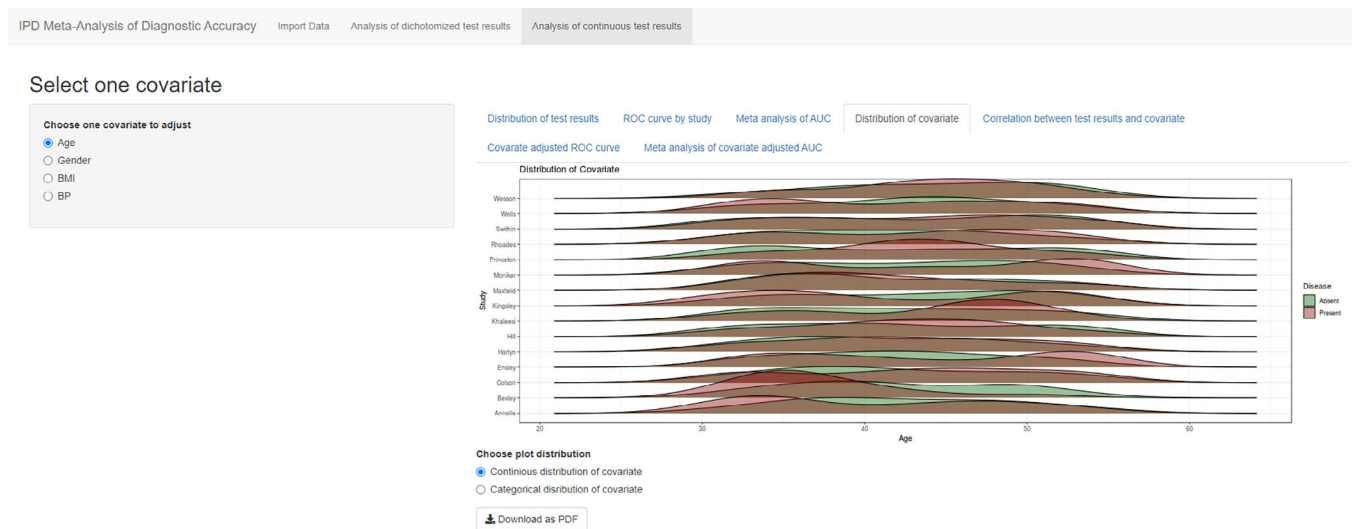 IPD Meta-Analysis of Diagnostic Accuracy Import Data Analysis of dichotomized test results Analysis of continuous test results
Select one covariate
Choose one covariate to adjust
Age
Gender
BMI
BP
Distribution of test results ROC curve by study Meta analysis of AUC Distribution of covariate Correlation between test results and covariate
Covarate adjusted ROC curve Meta analysis of covariate adjusted AUC
Distribution of Covariate
Wesson
Wells
Swithin
Rhoades
Princeton
Moniker
Maxfield
Kingsley
Khaleesi
Hill
Harlyn
Ensley
Colson
Bexley
Annelle
Study
20 30 40 50 60
Age
Disease
Absent
Present
Choose plot distribution
Continious distribution of covariate
Categorical disribution of covariate
Download as PDF